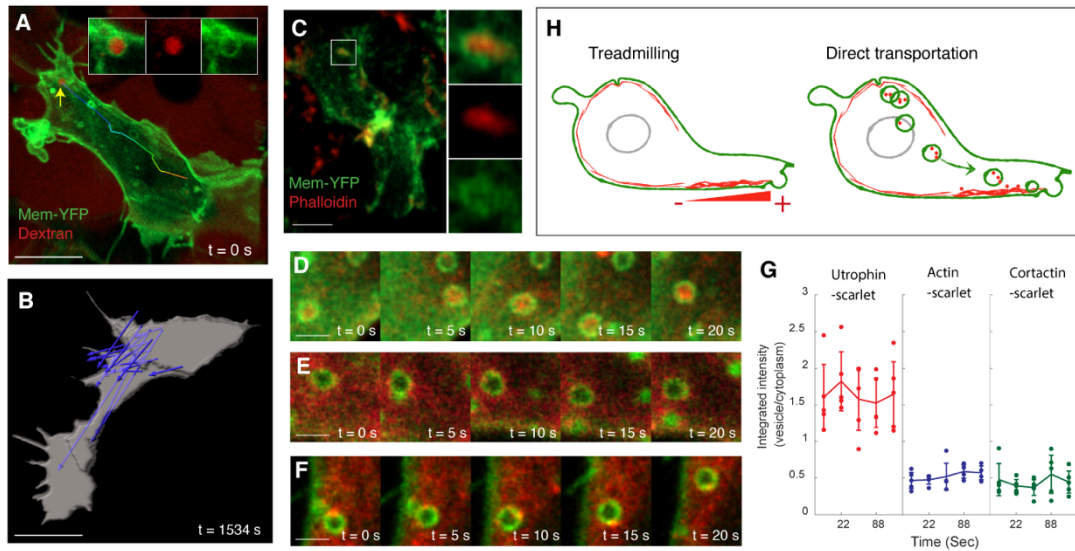 A
Mem-YFP
Dextran
t = 0 s
B
t = 1534 s
C
Mem-YFP
Phalloidin
D
t = 0 s
t = 5 s
t = 10 s
t = 15 s
t = 20 s
E
t = 0 s
t = 5 s
t = 10 s
t = 15 s
t = 20 s
F
t = 0 s
t = 5 s
t = 10 s
t = 15 s
t = 20 s
H
Treadmilling
Direct transportation
- +
G
Utrophin
-scarlet
Actin
-scarlet
Cortactin
-scarlet
Integrated intensity
(vesicle/cytoplasm)
3
2.5
2
1.5
1
0.5
0
22 88 22 88 22 88
Time (Sec)